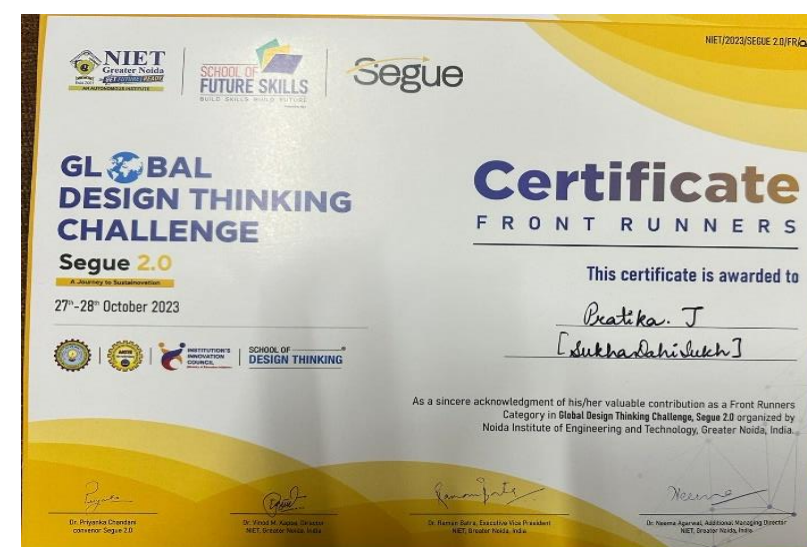 NIET
Greater Noida
GET FUTURE READY
AN AUTONOMOUS INSTITUTE
SCHOOL OF
FUTURE SKILLS
BUILD SKILLS BUILD FUTURE
Segue
NIET/2023/SEGUE 2.0/FR/
GLOBAL
DESIGN THINKING
CHALLENGE
Segue 2.0
A Journey to Sustainovation
27th-28th October 2023
INSTITUTION'S
INNOVATION
COUNCIL
SCHOOL OF
DESIGN THINKING
Certificate
FRONT RUNNERS
This certificate is awarded to
Pratika. J
[SukhaDahiSukh]
As a sincere acknowledgment of his/her valuable contribution as a Front Runners
Category in Global Design Thinking Challenge, Segue 2.0 organized by
Noida Institute of Engineering and Technology, Greater Noida, India.
Dr. Priyanka Chandani
convenor Segue 2.0
Dr. Vinod M. Kapse, Director
NIET, Greater Noida, India
Dr. Raman Batra, Executive Vice President
NIET, Greater Noida, India
Dr. Neema Agarwal, Additional Managing Director
NIET, Greater Noida, India